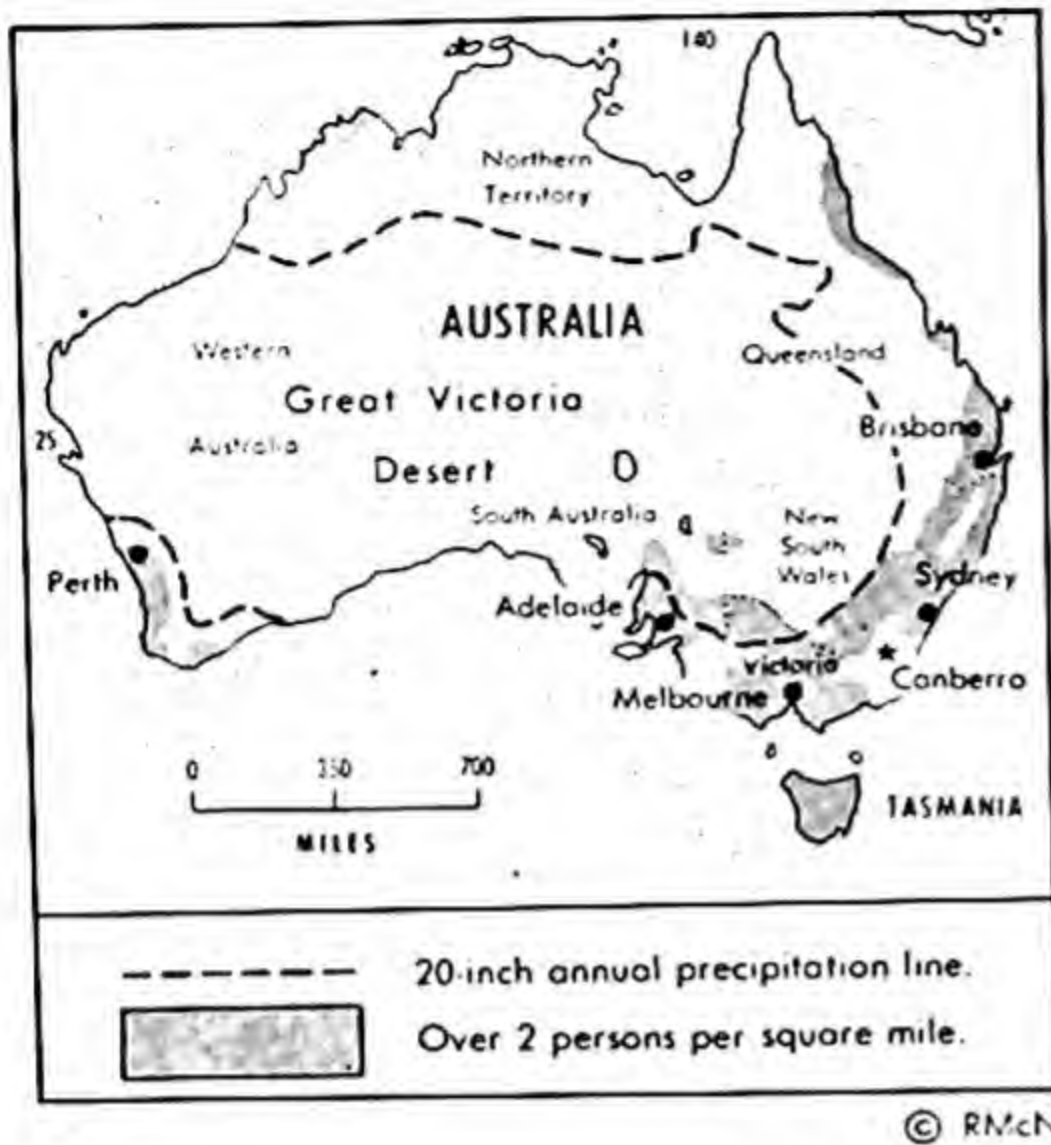 140
Northern
Territory
AUSTRALIA
Western
Queensland
Great Victoria
Brisbane
25
Australia
Desert
South Australia
New
South
Wales
Perth
Sydney
Adelaide
Victoria
Canberra
Melbourne
0 350 700
MILES
TASMANIA
20-inch annual precipitation line.
Over 2 persons per square mile.
© RMcN